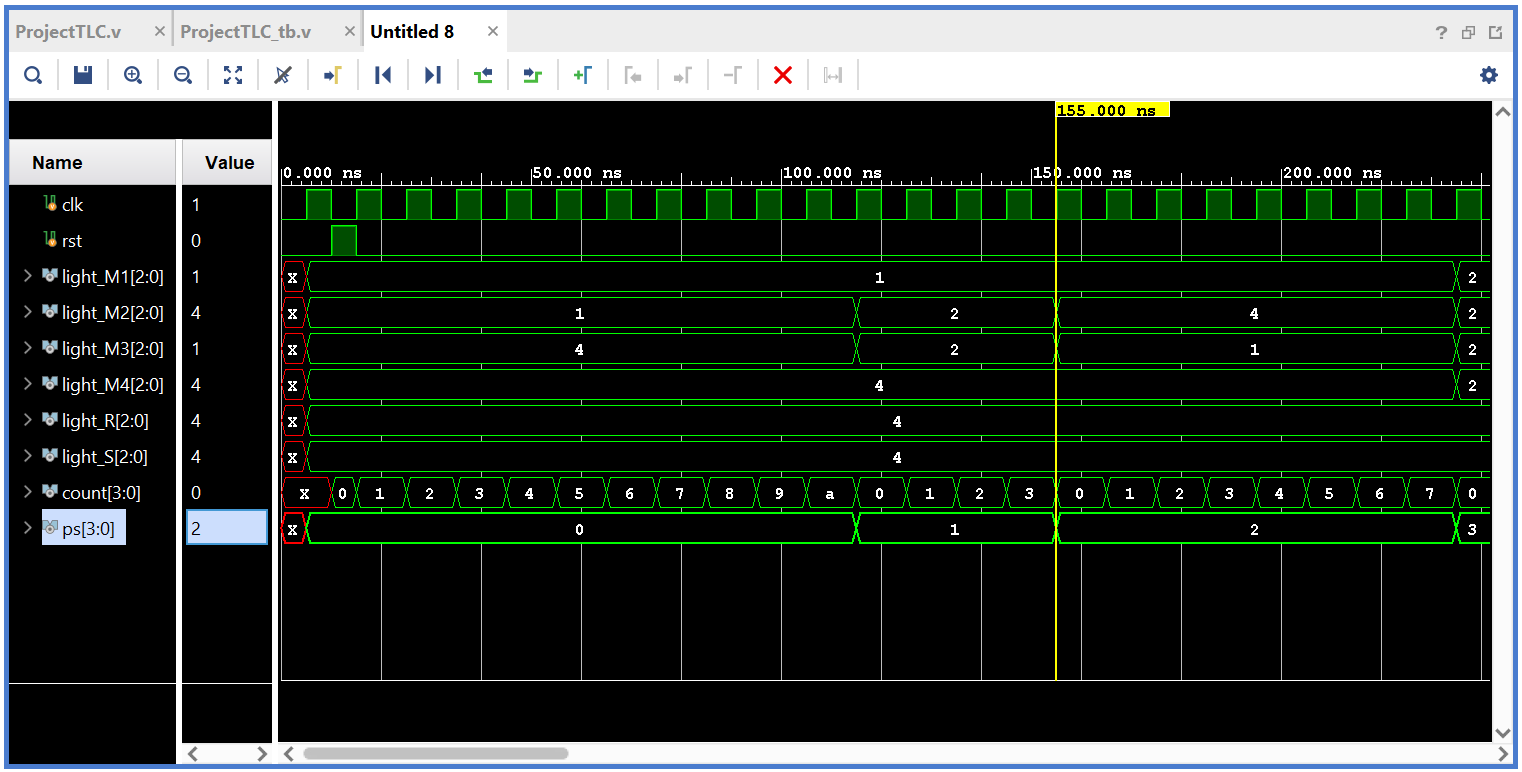 ProjectTLC.v × ProjectTLC_tb.v × Untitled 8 ×
?
155.000 ns
Name Value
0.000 ns 50.000 ns 100.000 ns 150.000 ns 200.000 ns
clk 1
rst 0
light_M1[2:0] 1 X 1 2
light_M2[2:0] 4 X 1 2 4 2
light_M3[2:0] 1 X 4 2 1 2
light_M4[2:0] 4 X 4 2
light_R[2:0] 4 X 4
light_S[2:0] 4 X 4
count[3:0] 0 X 0 1 2 3 4 5 6 7 8 9 a 0 1 2 3 0 1 2 3 4 5 6 7 0
ps[3:0] 2 X 0 1 2 3